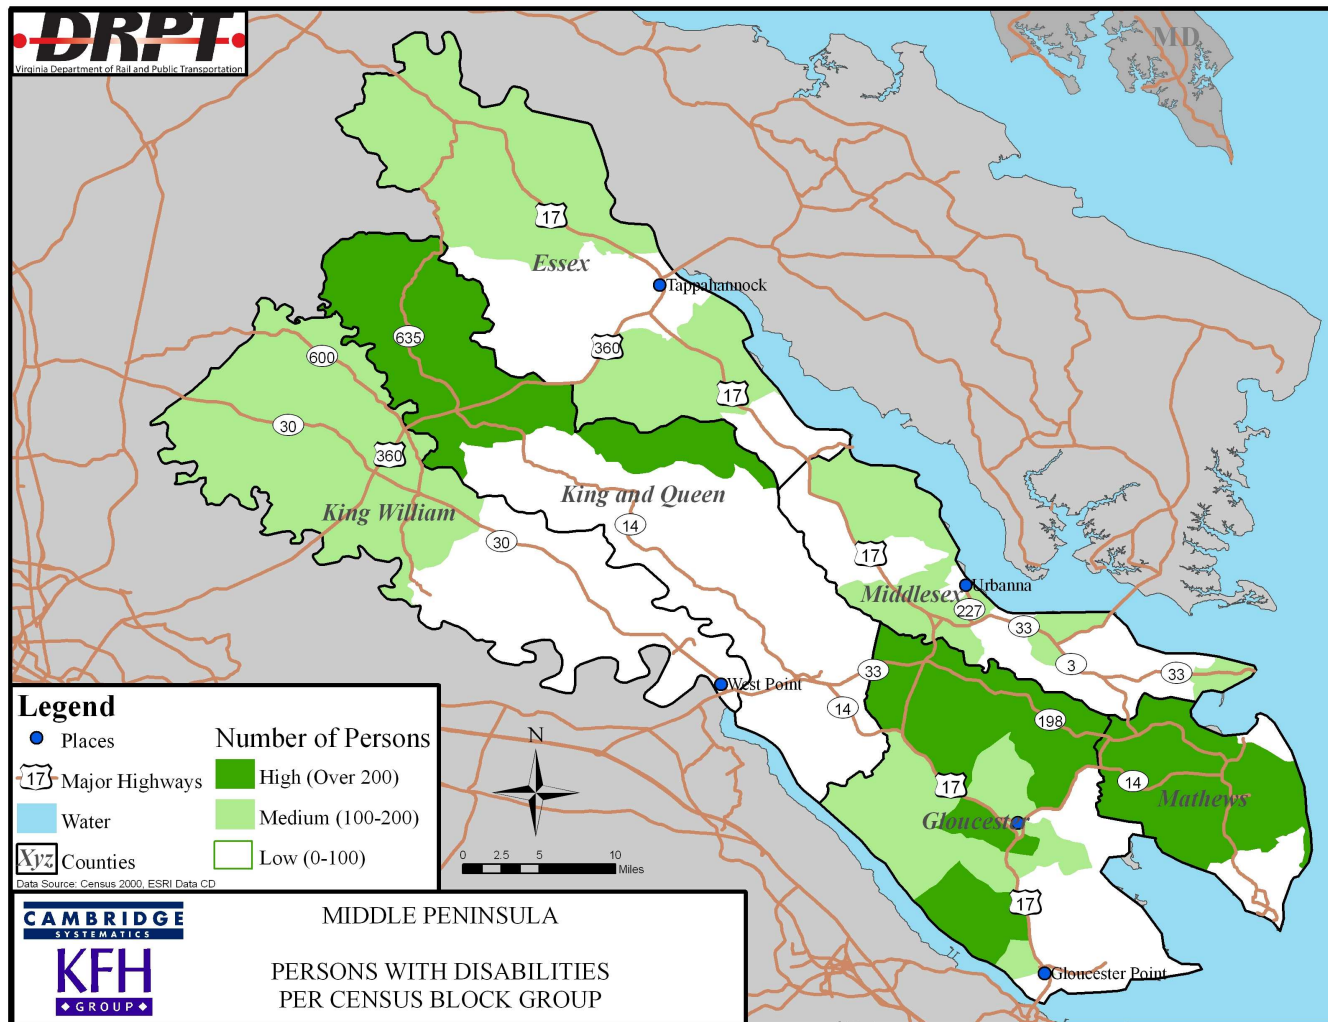 DRPT
Virginia Department of Rail and Public Transportation
MD
17
Essex
Tappahannock
635
600
360
30
17
360
King and Queen
King William
14
30
17
Middlesex
Urbanna
227
33
3
33
33
West Point
14
198
17
14
Mathews
Gloucester
17
Gloucester Point
N
0 2.5 5 10
Miles
Legend
Places
17 Major Highways
Water
Xyz Counties
Number of Persons
High (Over 200)
Medium (100-200)
Low (0-100)
Data Source: Census 2000, ESRI Data CD
CAMBRIDGE
SYSTEMATICS
KFH
GROUP
MIDDLE PENINSULA
PERSONS WITH DISABILITIES
PER CENSUS BLOCK GROUP